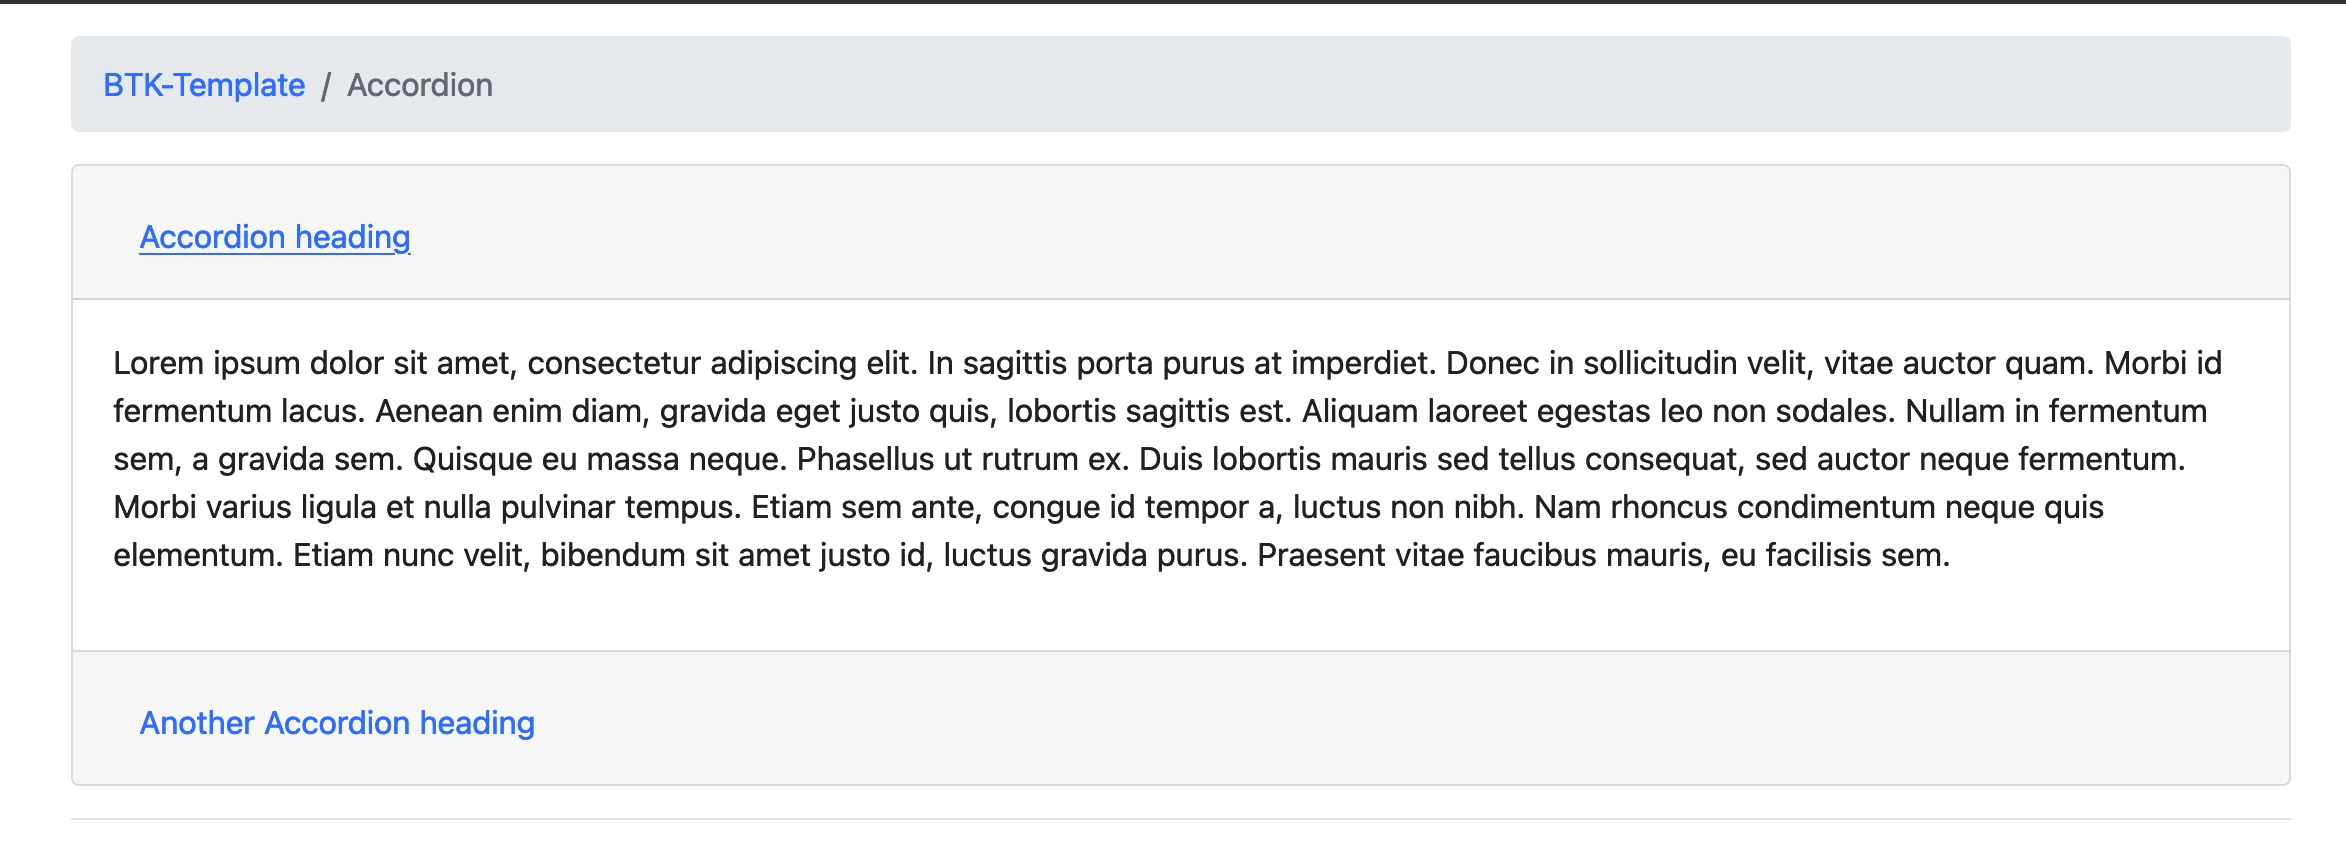 BTK-Template / Accordion
Accordion heading
Lorem ipsum dolor sit amet, consectetur adipiscing elit. In sagittis porta purus at imperdiet. Donec in sollicitudin velit, vitae auctor quam. Morbi id
fermentum lacus. Aenean enim diam, gravida eget justo quis, lobortis sagittis est. Aliquam laoreet egestas leo non sodales. Nullam in fermentum
sem, a gravida sem. Quisque eu massa neque. Phasellus ut rutrum ex. Duis lobortis mauris sed tellus consequat, sed auctor neque fermentum.
Morbi varius ligula et nulla pulvinar tempus. Etiam sem ante, congue id tempor a, luctus non nibh. Nam rhoncus condimentum neque quis
elementum. Etiam nunc velit, bibendum sit amet justo id, luctus gravida purus. Praesent vitae faucibus mauris, eu facilisis sem.
Another Accordion heading